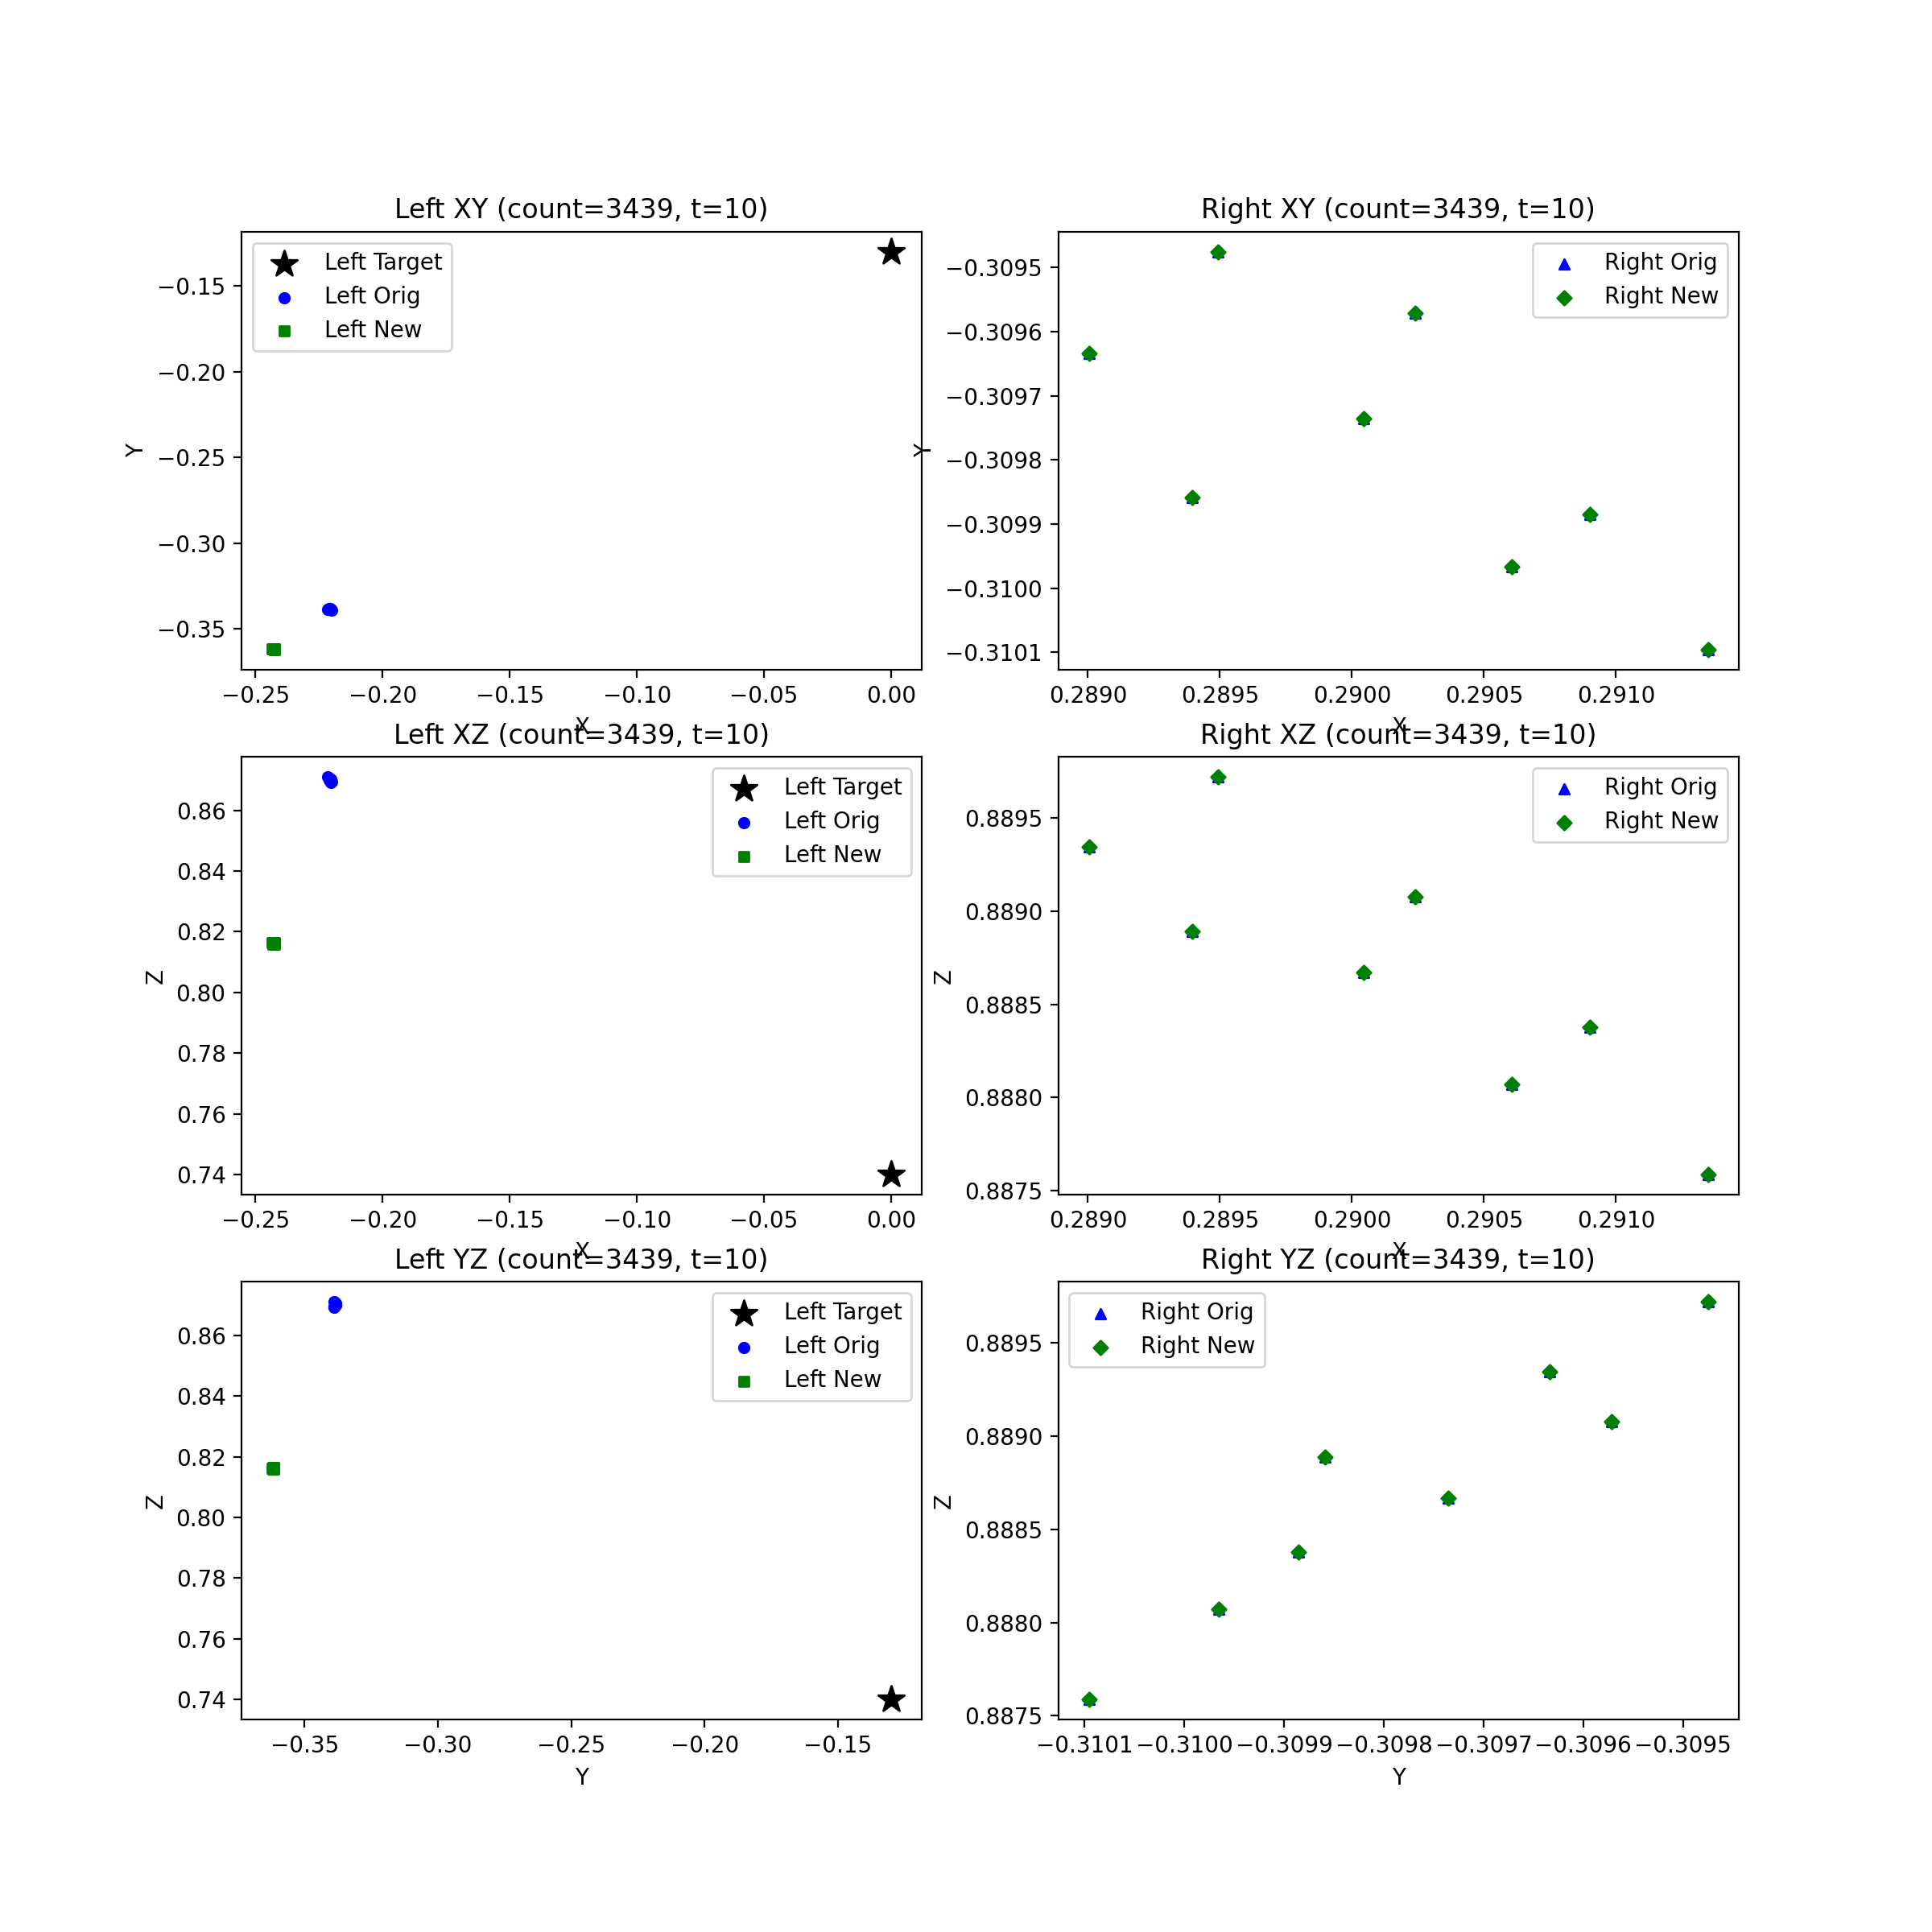 Left XY (count=3439, t=10)
Left Target
Left Orig
Left New
−0.15
−0.20
−0.25
−0.30
−0.35
Y
−0.25 −0.20 −0.15 −0.10 −0.05 0.00
X
Right XY (count=3439, t=10)
Right Orig
Right New
−0.3095
−0.3096
−0.3097
−0.3098
−0.3099
−0.3100
−0.3101
Y
0.2890 0.2895 0.2900 0.2905 0.2910
X
Left XZ (count=3439, t=10)
Left Target
Left Orig
Left New
0.86
0.84
0.82
0.80
0.78
0.76
0.74
Z
−0.25 −0.20 −0.15 −0.10 −0.05 0.00
X
Right XZ (count=3439, t=10)
Right Orig
Right New
0.8895
0.8890
0.8885
0.8880
0.8875
Z
0.2890 0.2895 0.2900 0.2905 0.2910
X
Left YZ (count=3439, t=10)
Left Target
Left Orig
Left New
0.86
0.84
0.82
0.80
0.78
0.76
0.74
Z
−0.35 −0.30 −0.25 −0.20 −0.15
Y
Right YZ (count=3439, t=10)
Right Orig
Right New
0.8895
0.8890
0.8885
0.8880
0.8875
Z
−0.3101 −0.3100 −0.3099 −0.3098 −0.3097 −0.3096 −0.3095
Y